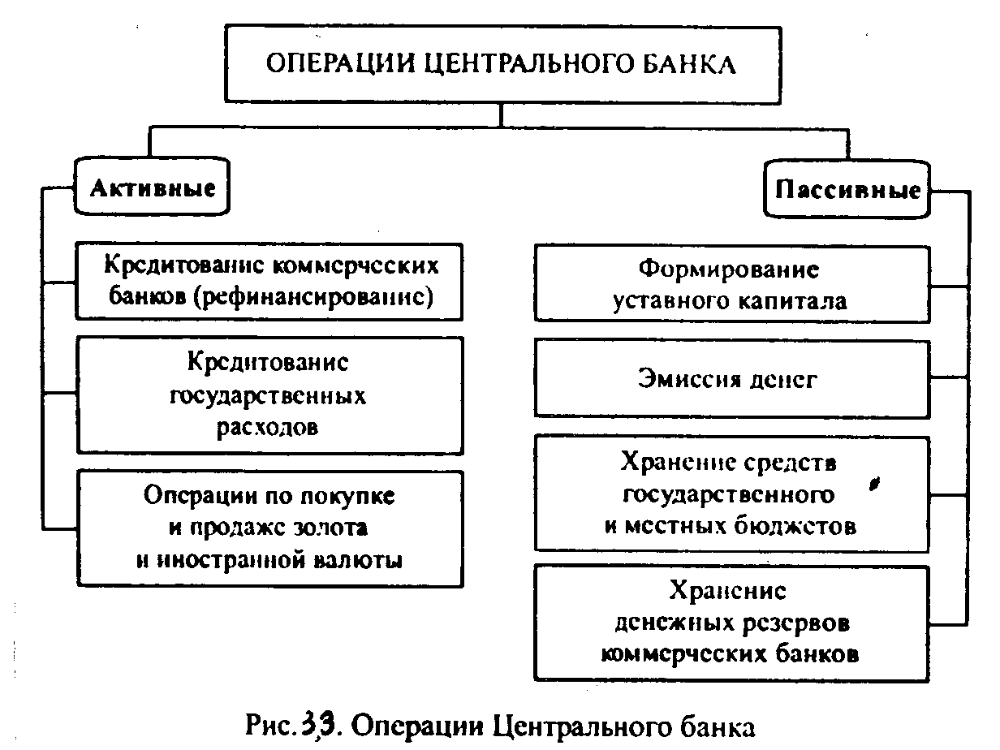 ОПЕРАЦИИ ЦЕНТРАЛЬНОГО БАНКА
Активные
Кредитование коммерческих
банков (рефинансирование)
Кредитование
государственных
расходов
Операции по покупке
и продаже золота
и иностранной валюты
Пассивные
Формирование
уставного капитала
Эмиссия денег
Хранение средств
государственного
и местных бюджетов
Хранение
денежных резервов
коммерческих банков
Рис. 3,3. Операции Центрального банка